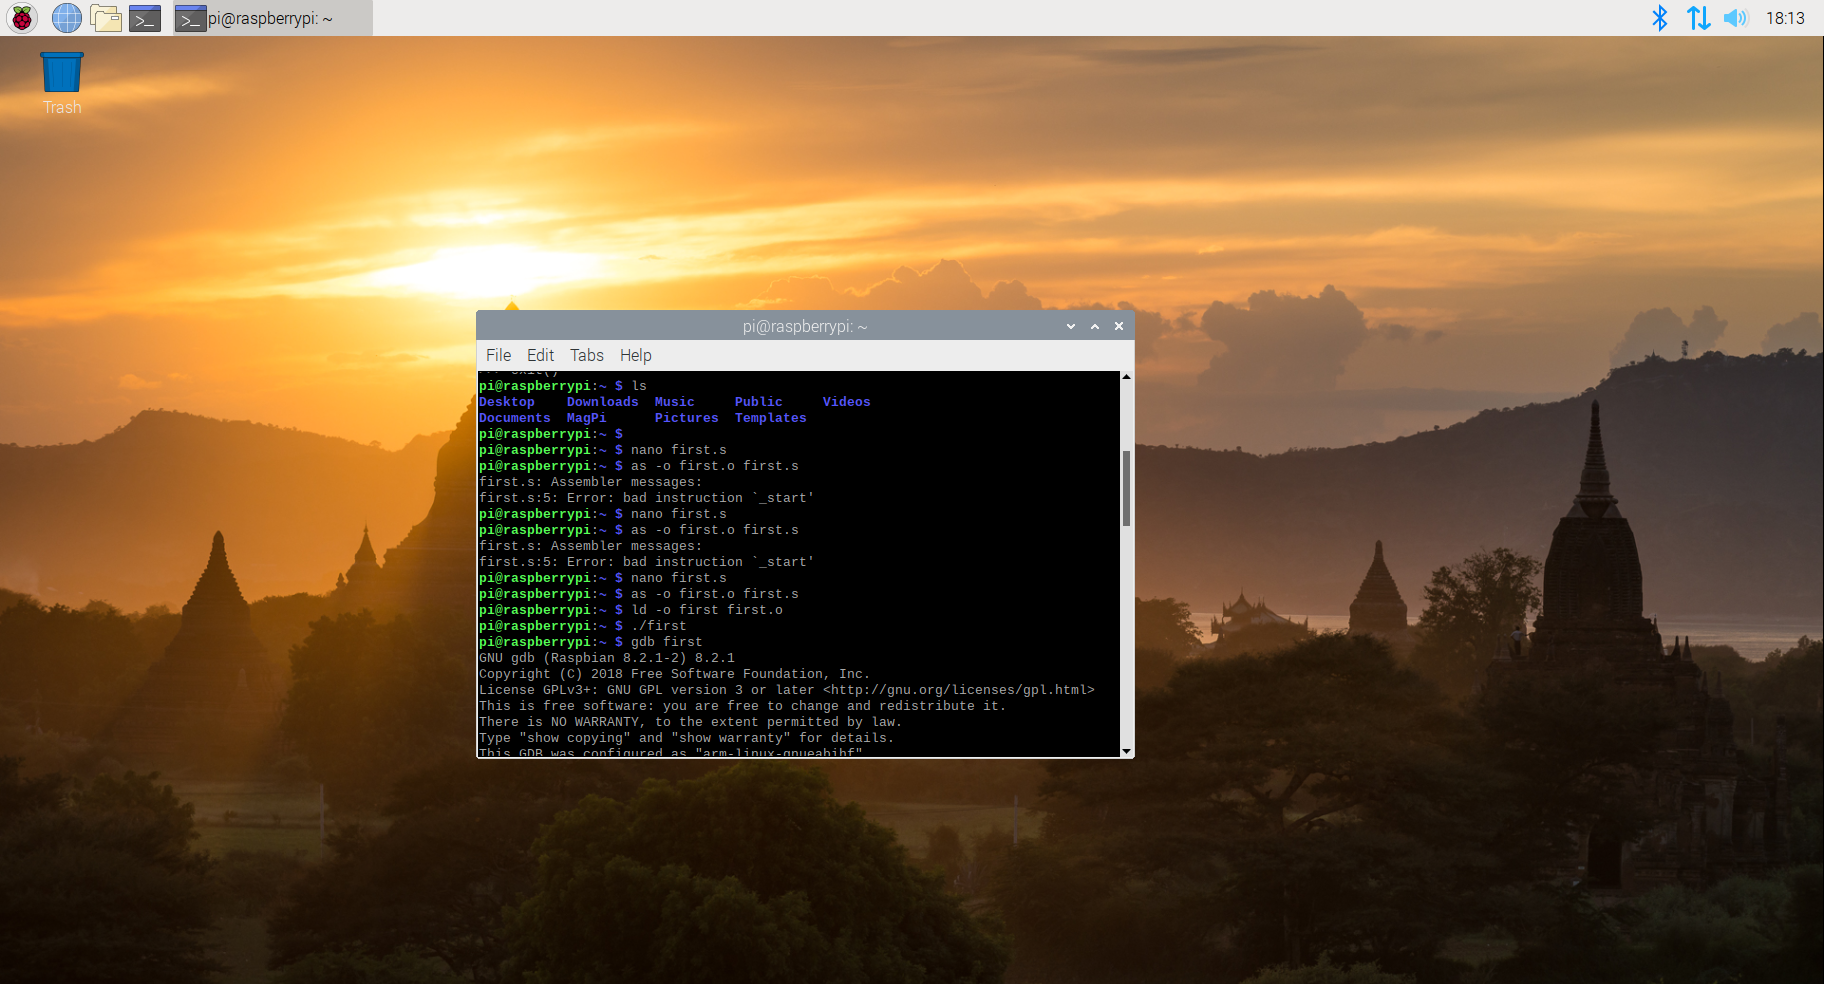 pi@raspberrypi: ~
18:13
Trash
pi@raspberrypi: ~
File Edit Tabs Help
>>> exit()
pi@raspberrypi:~ $ ls
Desktop    Downloads  Music     Public     Videos
Documents  MagPi      Pictures  Templates
pi@raspberrypi:~ $
pi@raspberrypi:~ $ nano first.s
pi@raspberrypi:~ $ as -o first.o first.s
first.s: Assembler messages:
first.s:5: Error: bad instruction `_start'
pi@raspberrypi:~ $ nano first.s
pi@raspberrypi:~ $ as -o first.o first.s
first.s: Assembler messages:
first.s:5: Error: bad instruction `_start'
pi@raspberrypi:~ $ nano first.s
pi@raspberrypi:~ $ as -o first.o first.s
pi@raspberrypi:~ $ ld -o first first.o
pi@raspberrypi:~ $ ./first
pi@raspberrypi:~ $ gdb first
GNU gdb (Raspbian 8.2.1-2) 8.2.1
Copyright (C) 2018 Free Software Foundation, Inc.
License GPLv3+: GNU GPL version 3 or later <http://gnu.org/licenses/gpl.html>
This is free software: you are free to change and redistribute it.
There is NO WARRANTY, to the extent permitted by law.
Type "show copying" and "show warranty" for details.
This GDB was configured as "arm-linux-gnueabihf"